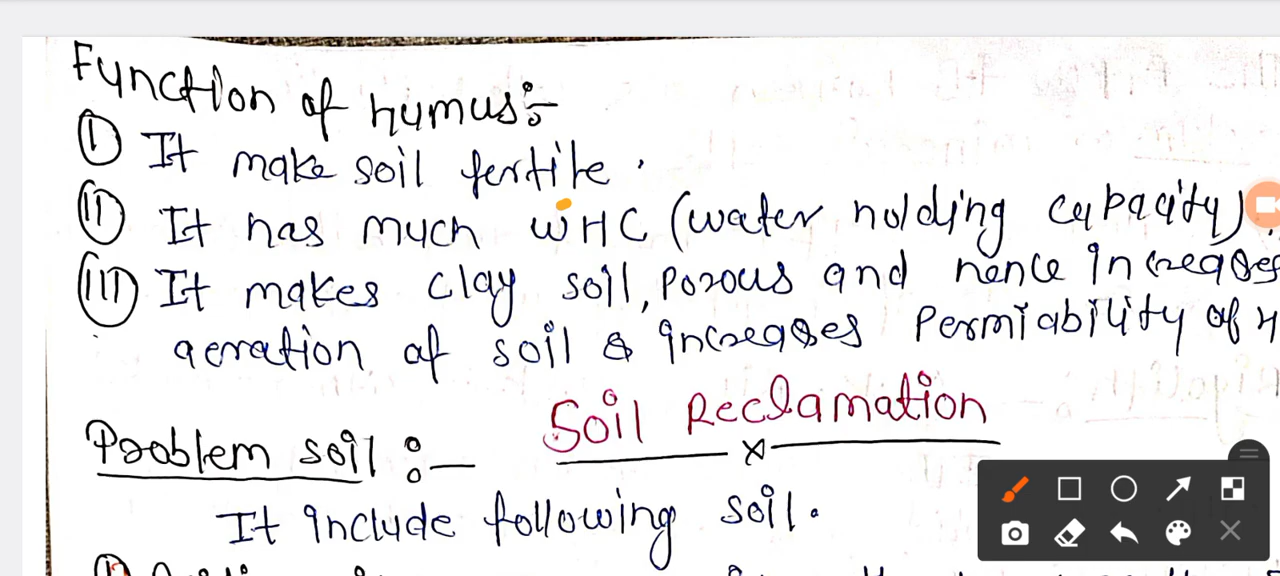 Function of humus:-
(I) It make soil fertile.
(II) It has much WHC (water holding capacity)
(III) It makes clay soil, porous and hence increases
aeration of soil & increases permiability of
Soil Reclamation
Problem soil :-
It include following soil.